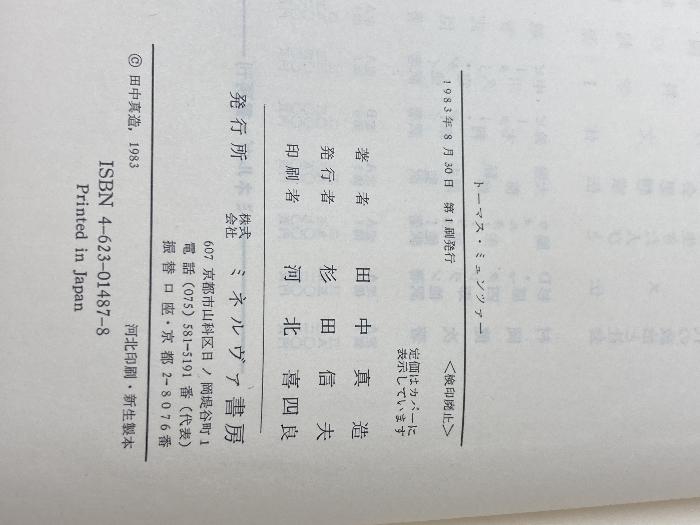 トーマス・ミュンツァー
1983年8月30日 第1刷発行 〈検印廃止〉
定価はカバーに
表示しています
著者 田中真造
発行者 杉田信夫
印刷者 河北喜四良
発行所 株式会社 ミネルヴァ書房
607 京都市山科区日ノ岡堤谷町1
電話(075)581-5191番(代表)
振替口座・京都2-8076番
© 田中真造, 1983 河北印刷・新生製本
ISBN 4-623-01487-8
Printed in Japan